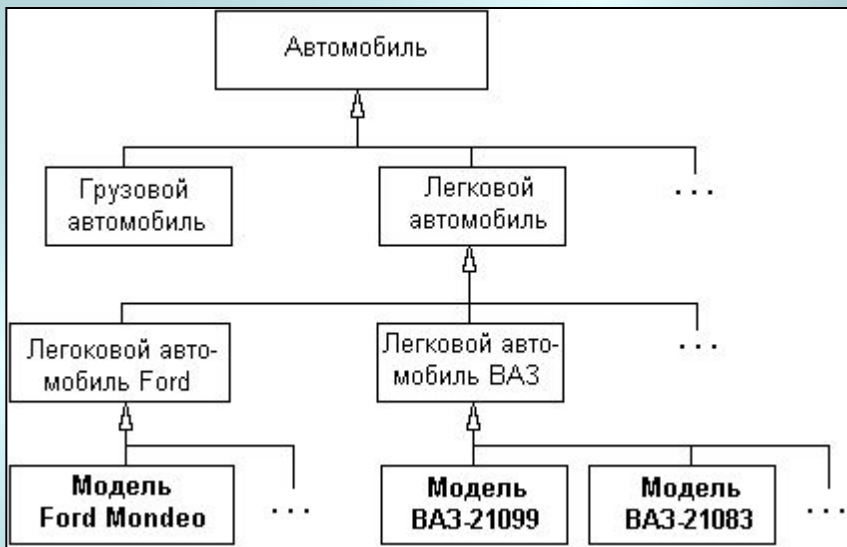 Автомобиль
Грузовой
автомобиль
Легковой
автомобиль
...
Легоковой авто-
мобиль Ford
Легковой авто-
мобиль ВАЗ
...
Модель
Ford Mondeo
...
Модель
ВАЗ-21099
Модель
ВАЗ-21083
...